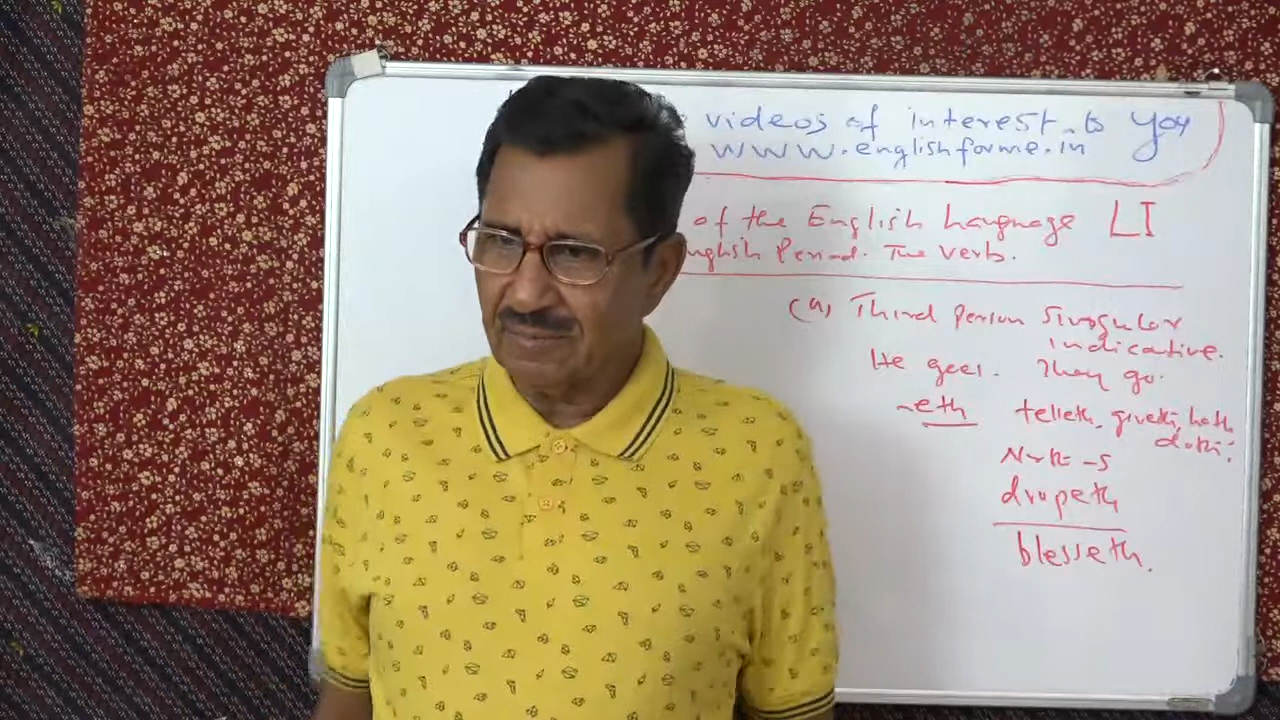 videos of interest to you
www.englishforme.in
of the English Language LI
nglish Period. The verb.
(a) Third person Singular
indicative.
He goes. They go.
-eth telleth, giveth, hath
doth.
North -s
dropeth
blesseth.